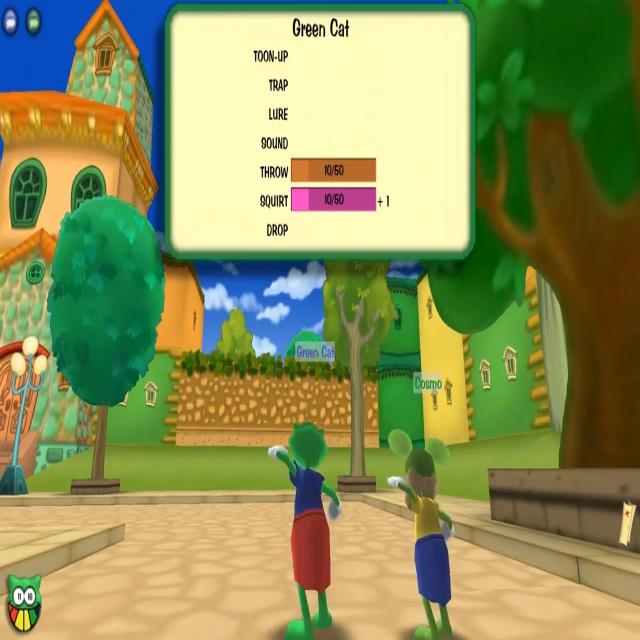 Green Cat
TOON-UP
TRAP
LURE
SOUND
THROW 10/50
SQUIRT 10/50 + 1
DROP
Green Cat
Cosmo